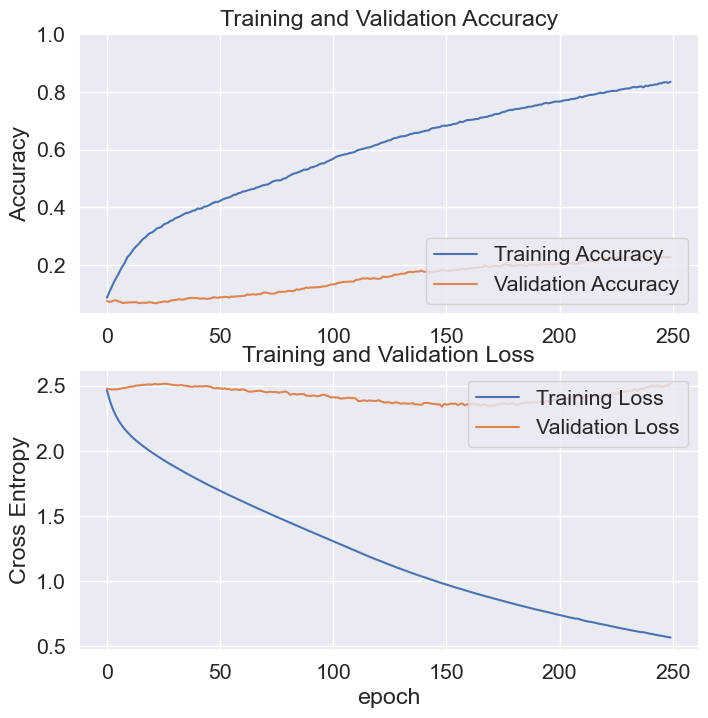 Training and Validation Accuracy
1.0
0.8
0.6
0.4
0.2
Accuracy
Training Accuracy
Validation Accuracy
0 50 100 150 200 250
Training and Validation Loss
2.5
2.0
1.5
1.0
0.5
Cross Entropy
Training Loss
Validation Loss
0 50 100 150 200 250
epoch